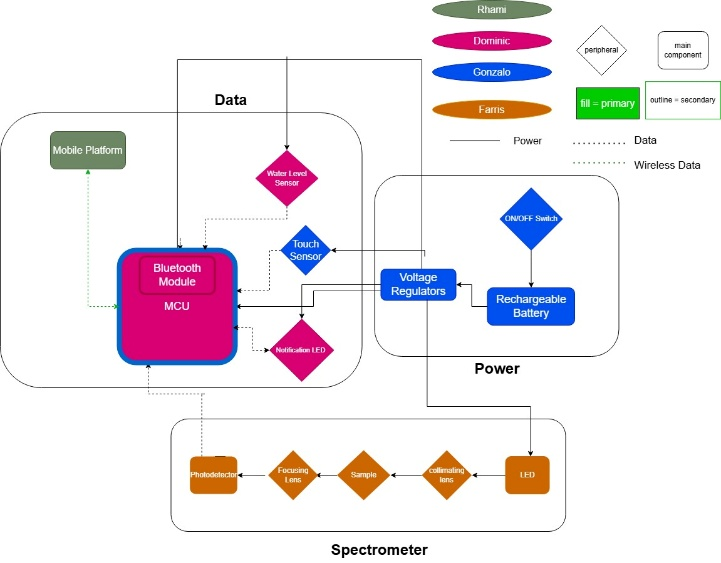 Rhami
Dominic
Gonzalo
Farris
peripheral
main
component
fill = primary
outline = secondary
Power
Data
Wireless Data
Data
Mobile Platform
Water Level
Sensor
Touch
Sensor
Bluetooth
Module
MCU
Notification LED
ON/OFF Switch
Voltage
Regulators
Rechargeable
Battery
Power
Photodetector
Focusing
Lens
Sample
collimating
lens
LED
Spectrometer